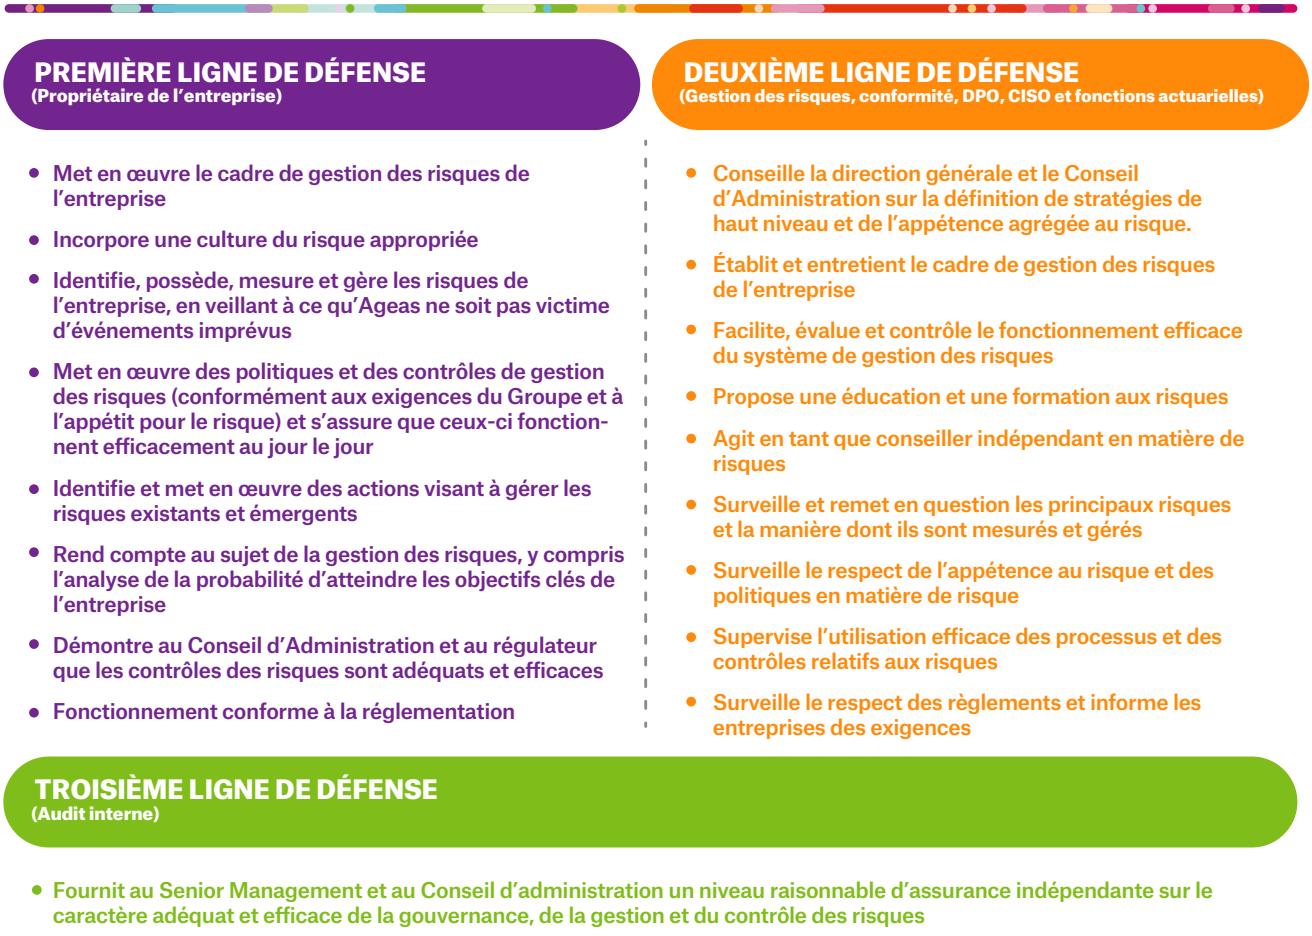 PREMIÈRE LIGNE DE DÉFENSE
(Propriétaire de l'entreprise)
• Met en œuvre le cadre de gestion des risques de
l'entreprise
• Incorpore une culture du risque appropriée
• Identifie, possède, mesure et gère les risques de
l'entreprise, en veillant à ce qu'Ageas ne soit pas victime
d'événements imprévus
• Met en œuvre des politiques et des contrôles de gestion
des risques (conformément aux exigences du Groupe et à
l'appétit pour le risque) et s'assure que ceux-ci fonction-
nent efficacement au jour le jour
• Identifie et met en œuvre des actions visant à gérer les
risques existants et émergents
• Rend compte au sujet de la gestion des risques, y compris
l'analyse de la probabilité d'atteindre les objectifs clés de
l'entreprise
• Démontre au Conseil d'Administration et au régulateur
que les contrôles des risques sont adéquats et efficaces
• Fonctionnement conforme à la réglementation
DEUXIÈME LIGNE DE DÉFENSE
(Gestion des risques, conformité, DPO, CISO et fonctions actuarielles)
• Conseille la direction générale et le Conseil
d'Administration sur la définition de stratégies de
haut niveau et de l'appétence agrégée au risque.
• Établit et entretient le cadre de gestion des risques
de l'entreprise
• Facilite, évalue et contrôle le fonctionnement efficace
du système de gestion des risques
• Propose une éducation et une formation aux risques
• Agit en tant que conseiller indépendant en matière de
risques
• Surveille et remet en question les principaux risques
et la manière dont ils sont mesurés et gérés
• Surveille le respect de l'appétence au risque et des
politiques en matière de risque
• Supervise l'utilisation efficace des processus et des
contrôles relatifs aux risques
• Surveille le respect des règlements et informe les
entreprises des exigences
TROISIÈME LIGNE DE DÉFENSE
(Audit interne)
• Fournit au Senior Management et au Conseil d'administration un niveau raisonnable d'assurance indépendante sur le
caractère adéquat et efficace de la gouvernance, de la gestion et du contrôle des risques